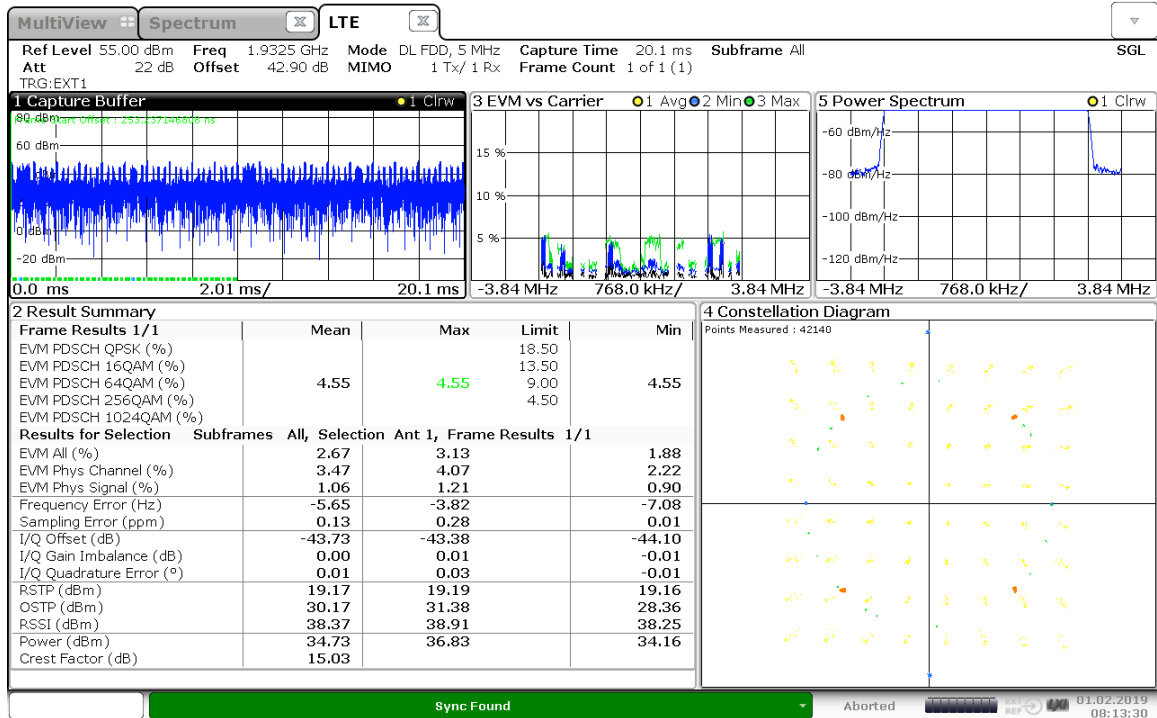 MultiView Spectrum LTE
Ref Level 55.00 dBm Freq 1.9325 GHz Mode DL FDD, 5 MHz Capture Time 20.1 ms Subframe All SGL
Att 22 dB Offset 42.90 dB MIMO 1 Tx/ 1 Rx Frame Count 1 of 1 (1)
TRG:EXT1
1 Capture Buffer 1 Clrw
Frame Start Offset : 253.237146808 ns
80 dBm
60 dBm
0 dBm
-20 dBm
0.0 ms 2.01 ms/ 20.1 ms
3 EVM vs Carrier 1 Avg 2 Min 3 Max
15 %
10 %
5 %
-3.84 MHz 768.0 kHz/ 3.84 MHz
5 Power Spectrum 1 Clrw
-60 dBm/Hz
-80 dBm/Hz
-100 dBm/Hz
-120 dBm/Hz
-3.84 MHz 768.0 kHz/ 3.84 MHz
2 Result Summary
Frame Results 1/1 Mean Max Limit Min
EVM PDSCH QPSK (%) 18.50
EVM PDSCH 16QAM (%) 13.50
EVM PDSCH 64QAM (%) 4.55 4.55 9.00 4.55
EVM PDSCH 256QAM (%) 4.50
EVM PDSCH 1024QAM (%)
Results for Selection Subframes All, Selection Ant 1, Frame Results 1/1
EVM All (%) 2.67 3.13 1.88
EVM Phys Channel (%) 3.47 4.07 2.22
EVM Phys Signal (%) 1.06 1.21 0.90
Frequency Error (Hz) -5.65 -3.82 -7.08
Sampling Error (ppm) 0.13 0.28 0.01
I/Q Offset (dB) -43.73 -43.38 -44.10
I/Q Gain Imbalance (dB) 0.00 0.01 -0.01
I/Q Quadrature Error (°) 0.01 0.03 -0.01
RSTP (dBm) 19.17 19.19 19.16
OSTP (dBm) 30.17 31.38 28.36
RSSI (dBm) 38.37 38.91 38.25
Power (dBm) 34.73 36.83 34.16
Crest Factor (dB) 15.03
4 Constellation Diagram
Points Measured : 42140
Sync Found Aborted EXT REF LXI 01.02.2019
08:13:30